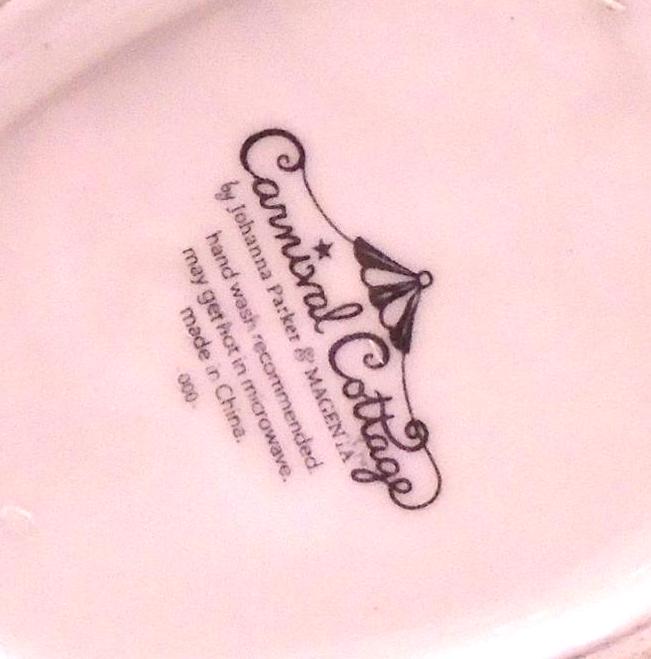 Carnival Cottage
by Johanna Parker & MAGENTA
hand wash recommended.
may get hot in microwave.
made in China.
-000-